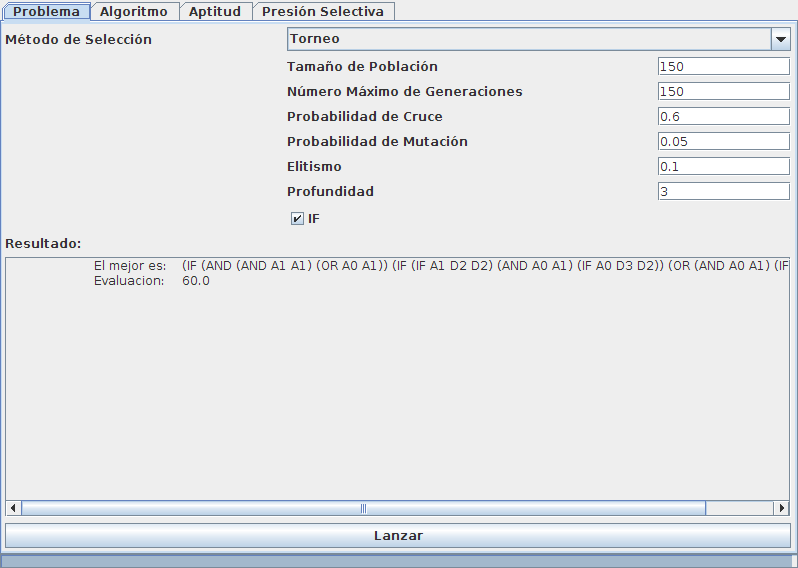 Problema Algoritmo Aptitud Presión Selectiva
Método de Selección Torneo
Tamaño de Población 150
Número Máximo de Generaciones 150
Probabilidad de Cruce 0.6
Probabilidad de Mutación 0.05
Elitismo 0.1
Profundidad 3
IF
Resultado:
El mejor es: (IF (AND (AND A1 A1) (OR A0 A1)) (IF (IF A1 D2 D2) (AND A0 A1) (IF A0 D3 D2)) (OR (AND A0 A1) (IF
Evaluacion: 60.0
Lanzar